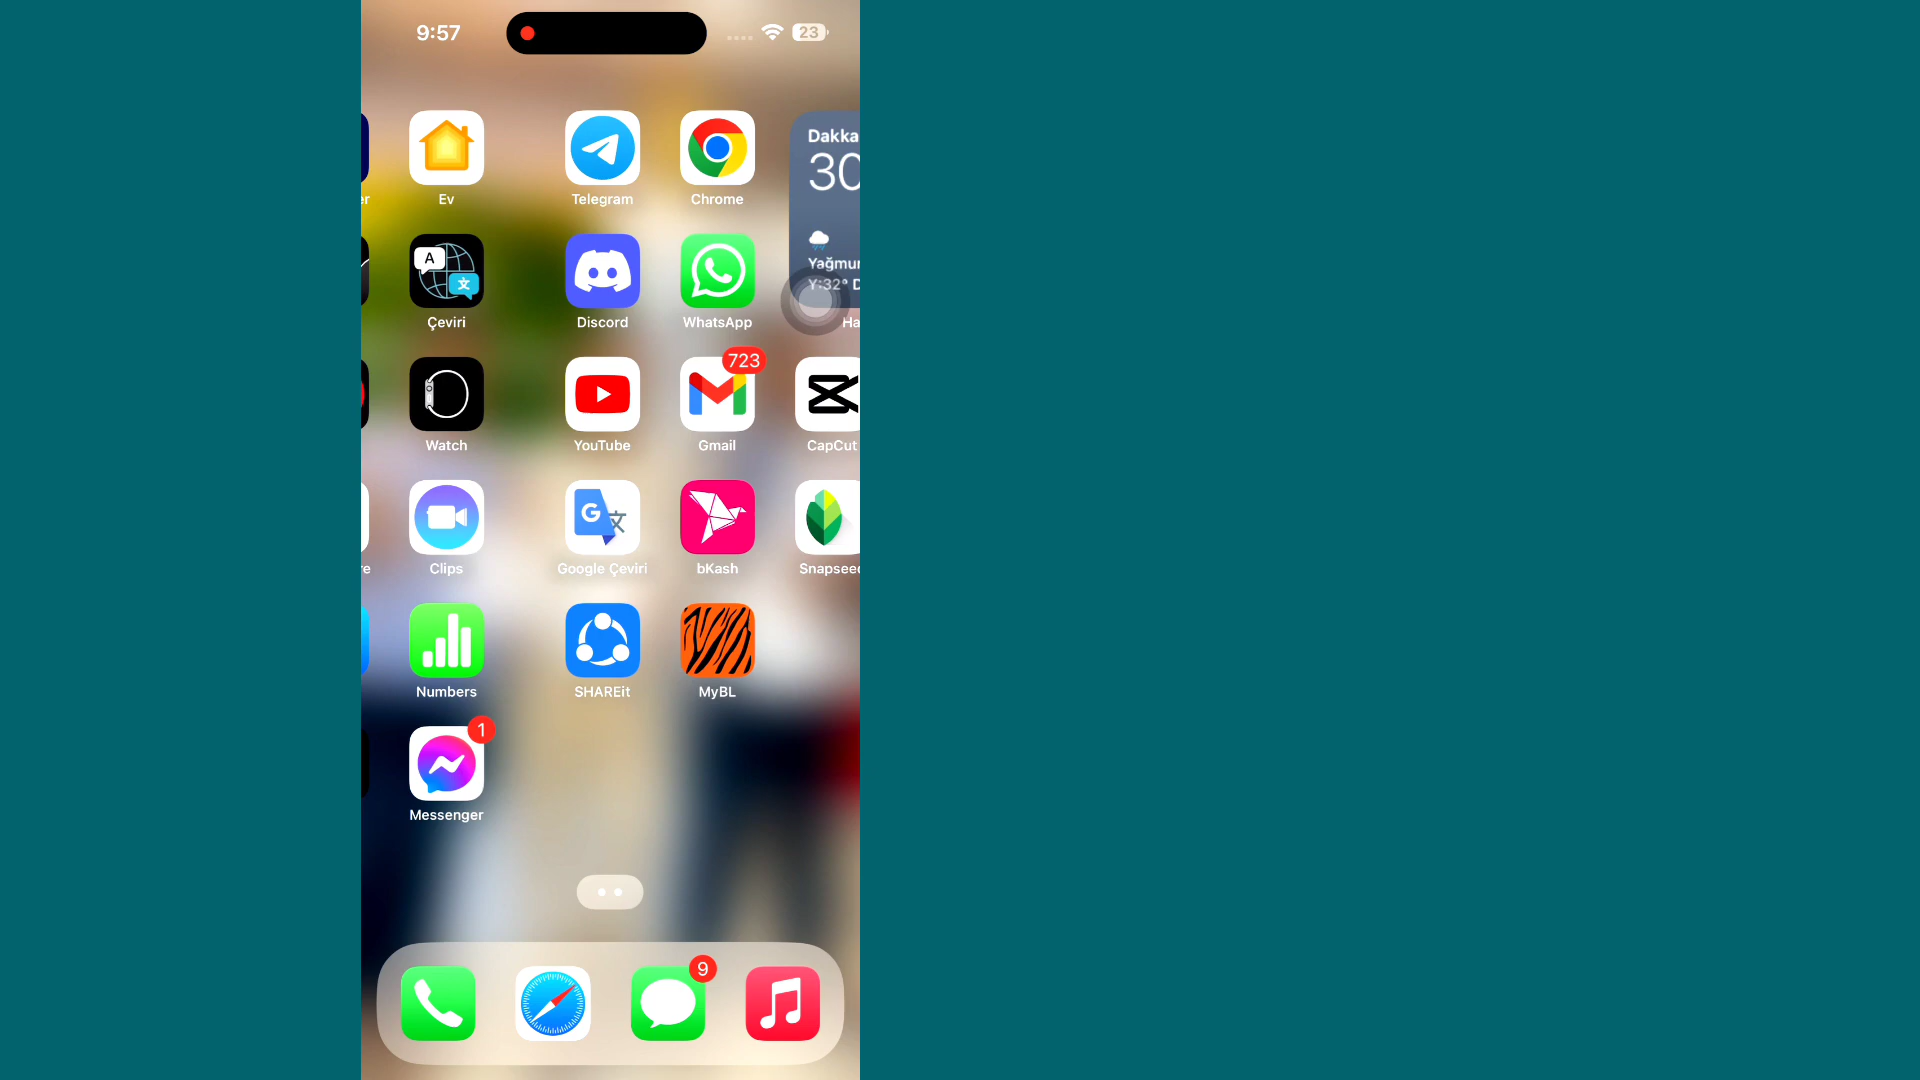 9:57
23
Ev
Telegram
Chrome
Dakka
30
Çeviri
Discord
WhatsApp
Yağmur
Y:32° D
Ha
Watch
YouTube
723
Gmail
CapCut
Clips
Google Çeviri
bKash
Snapseed
Numbers
SHAREit
MyBL
1
Messenger
9